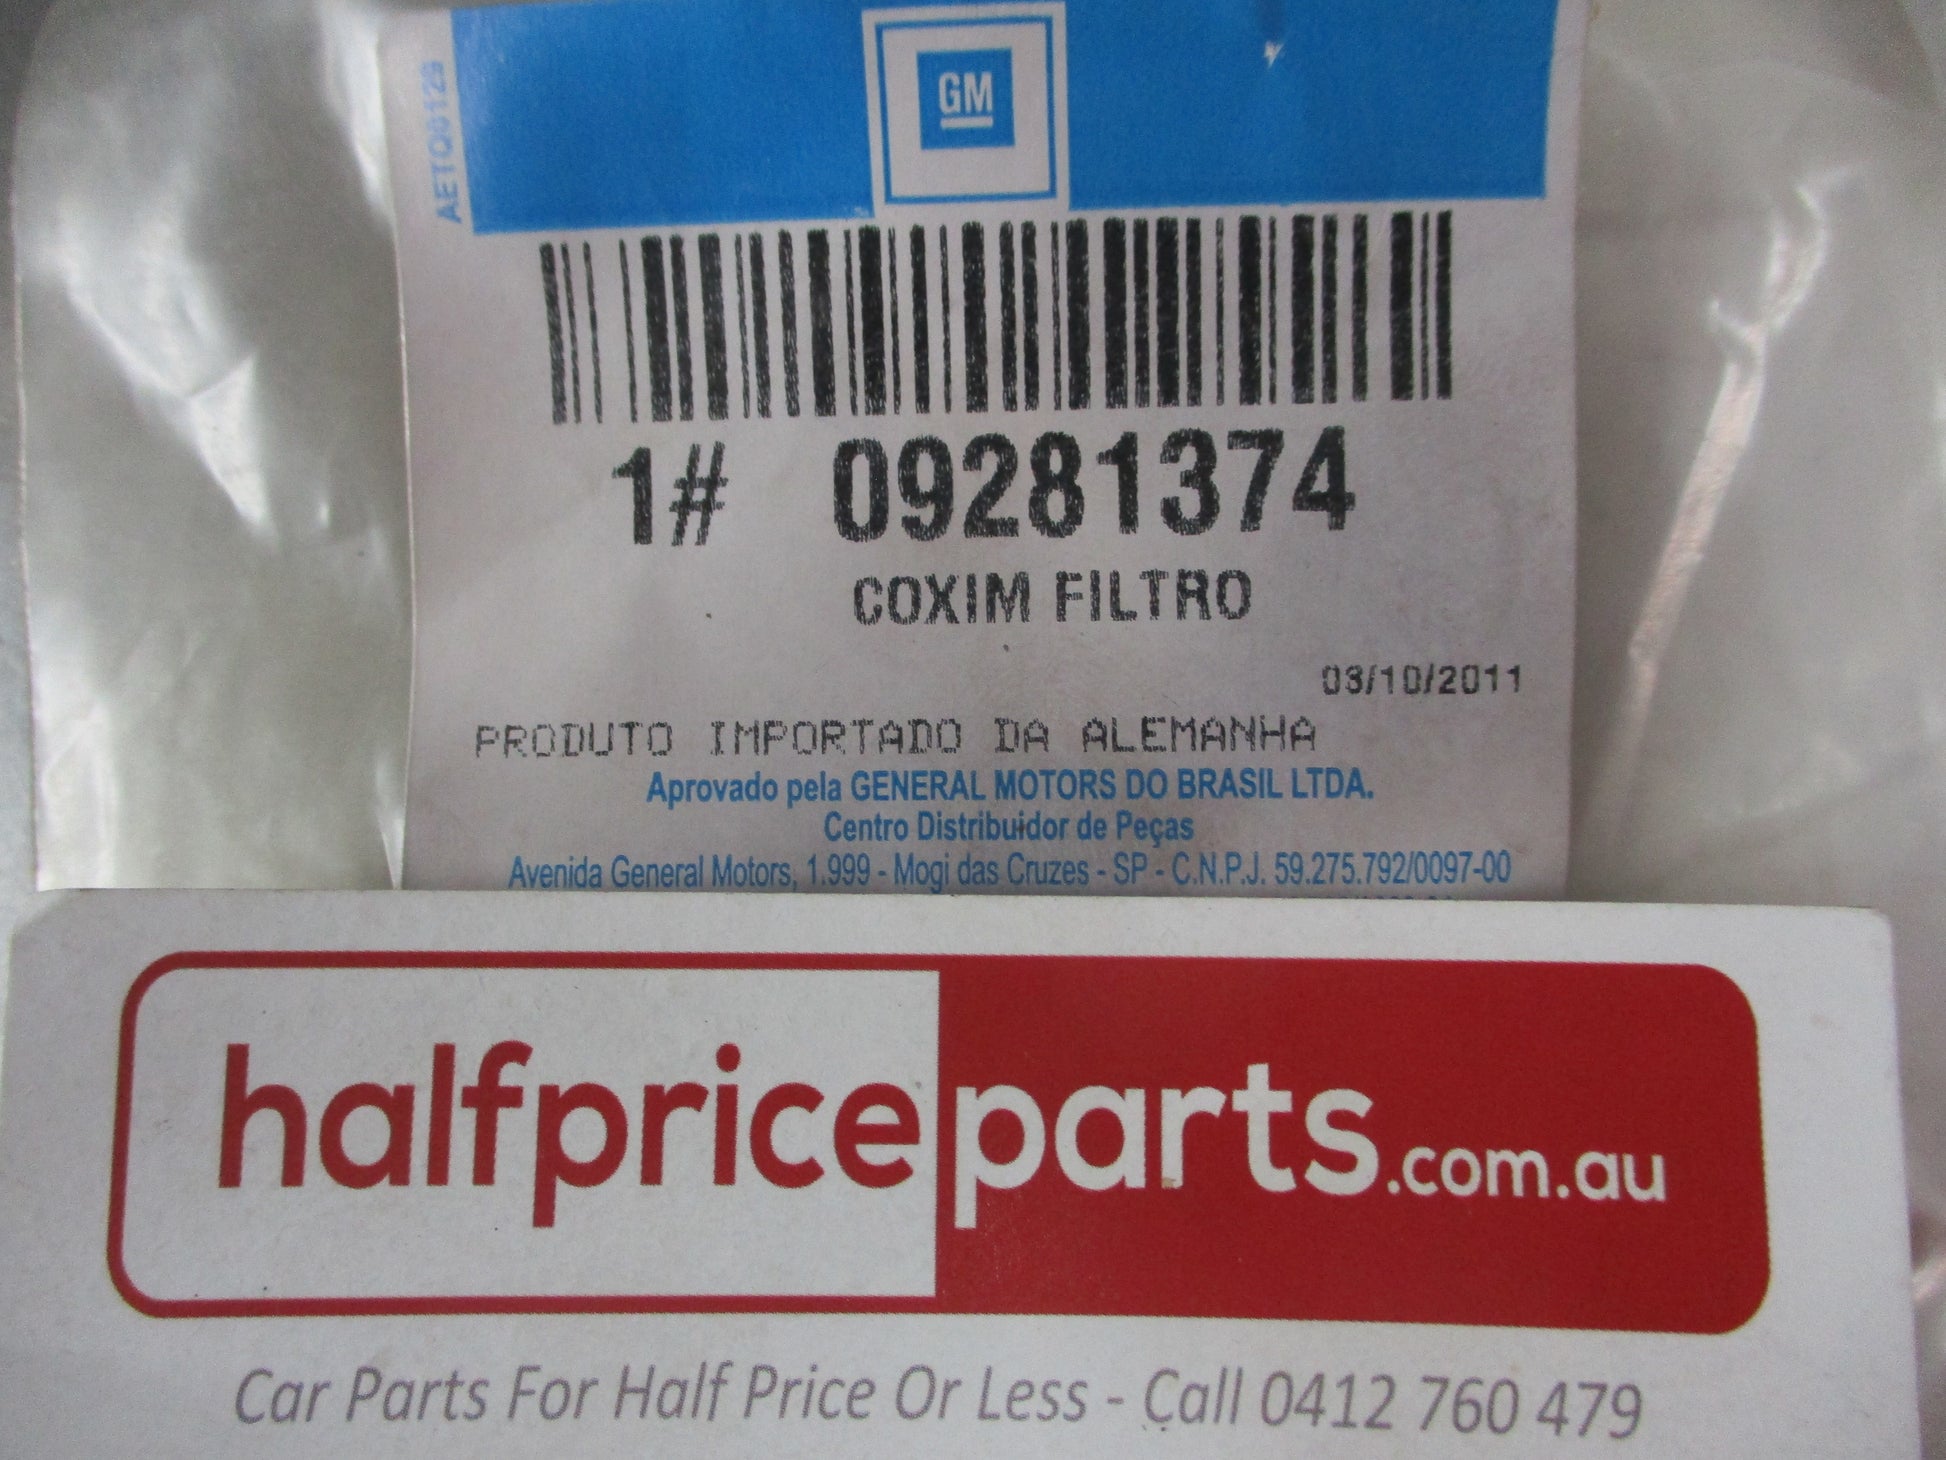 GM
AETQ00129
1# 09281374
COXIM FILTRO
03/10/2011
PRODUTO IMPORTADO DA ALEMANHA
Aprovado pela GENERAL MOTORS DO BRASIL LTDA.
Centro Distribuidor de Peças
Avenida General Motors, 1.999 - Mogi das Cruzes - SP - C.N.P.J. 59.275.792/0097-00
halfpriceparts.com.au
Car Parts For Half Price Or Less - Call 0412 760 479